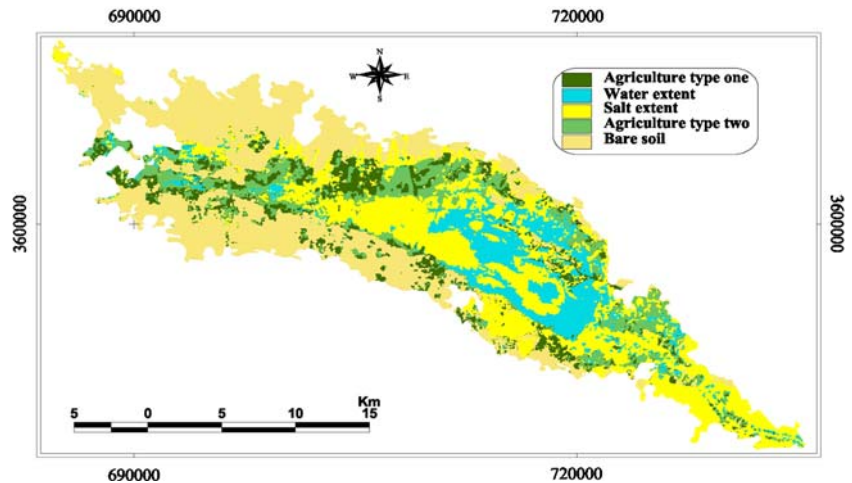 690000 720000
N
W E
S
Agriculture type one
Water extent
Salt extent
Agriculture type two
Bare soil
3600000 3600000
Km
5 0 5 10 15
690000 720000